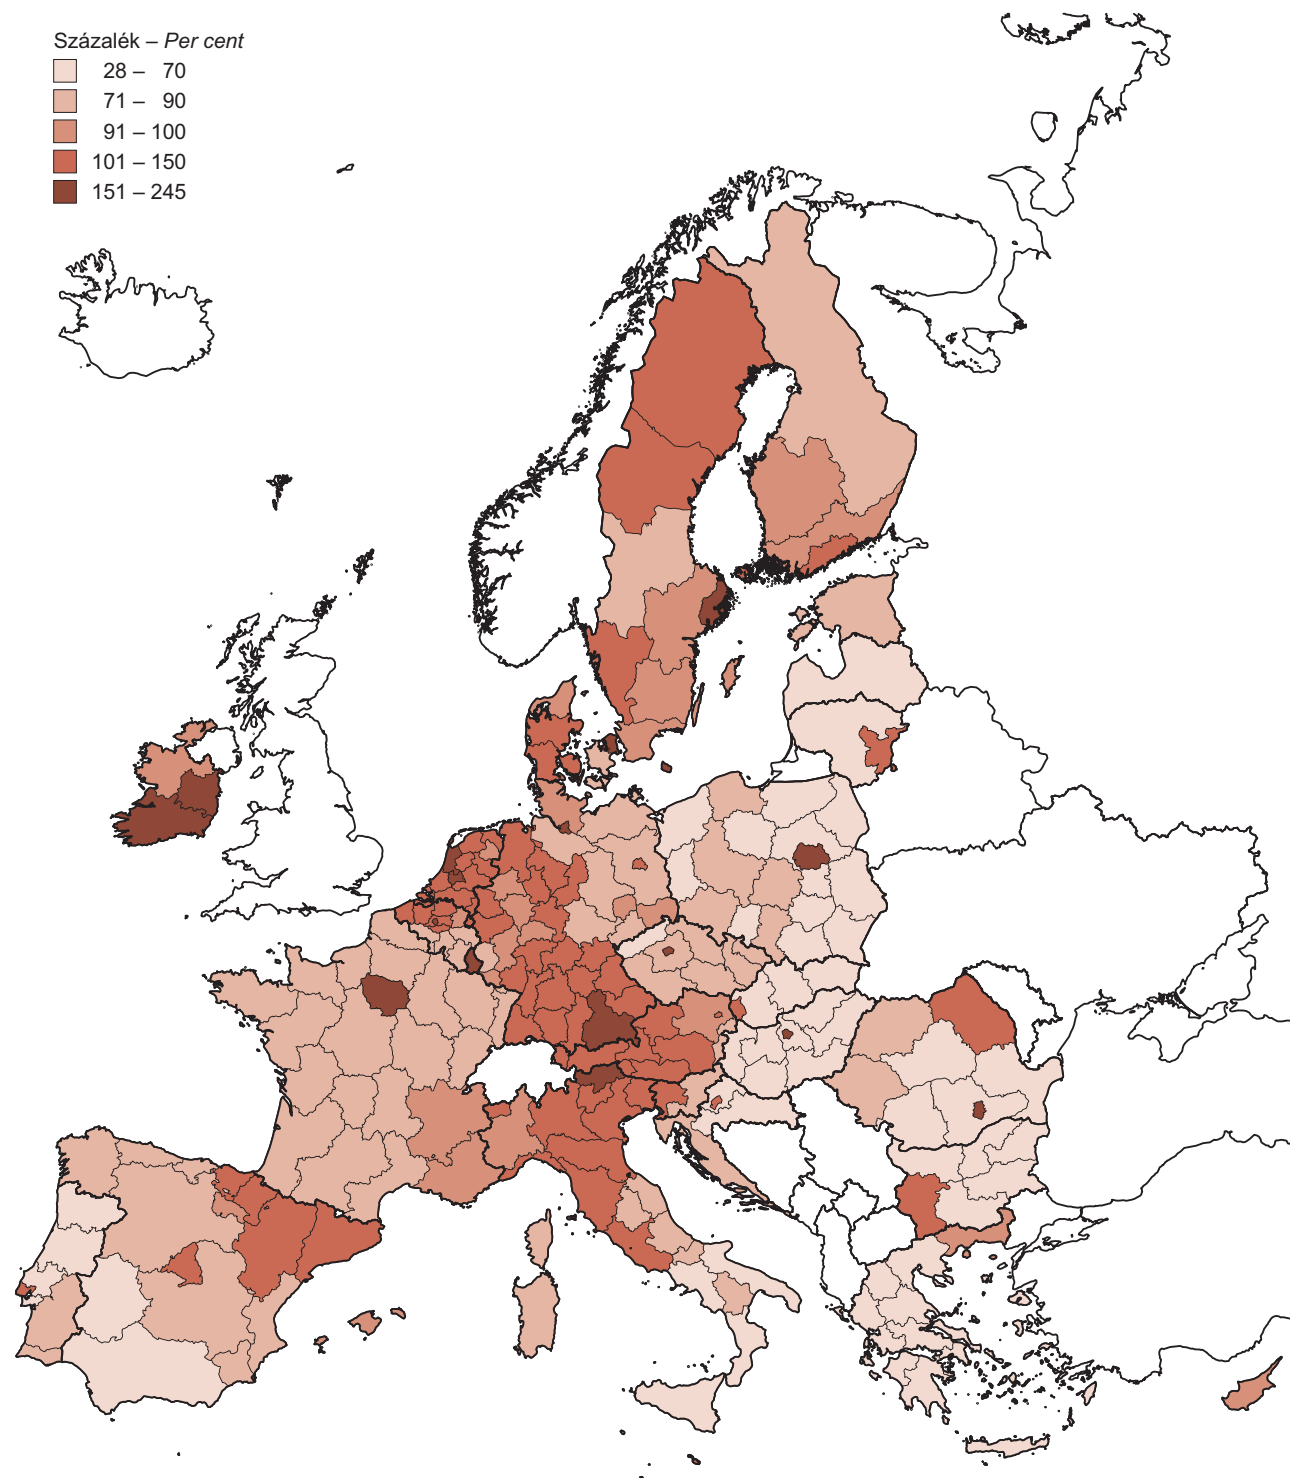 Százalék – Per cent
28 – 70
71 – 90
91 – 100
101 – 150
151 – 245